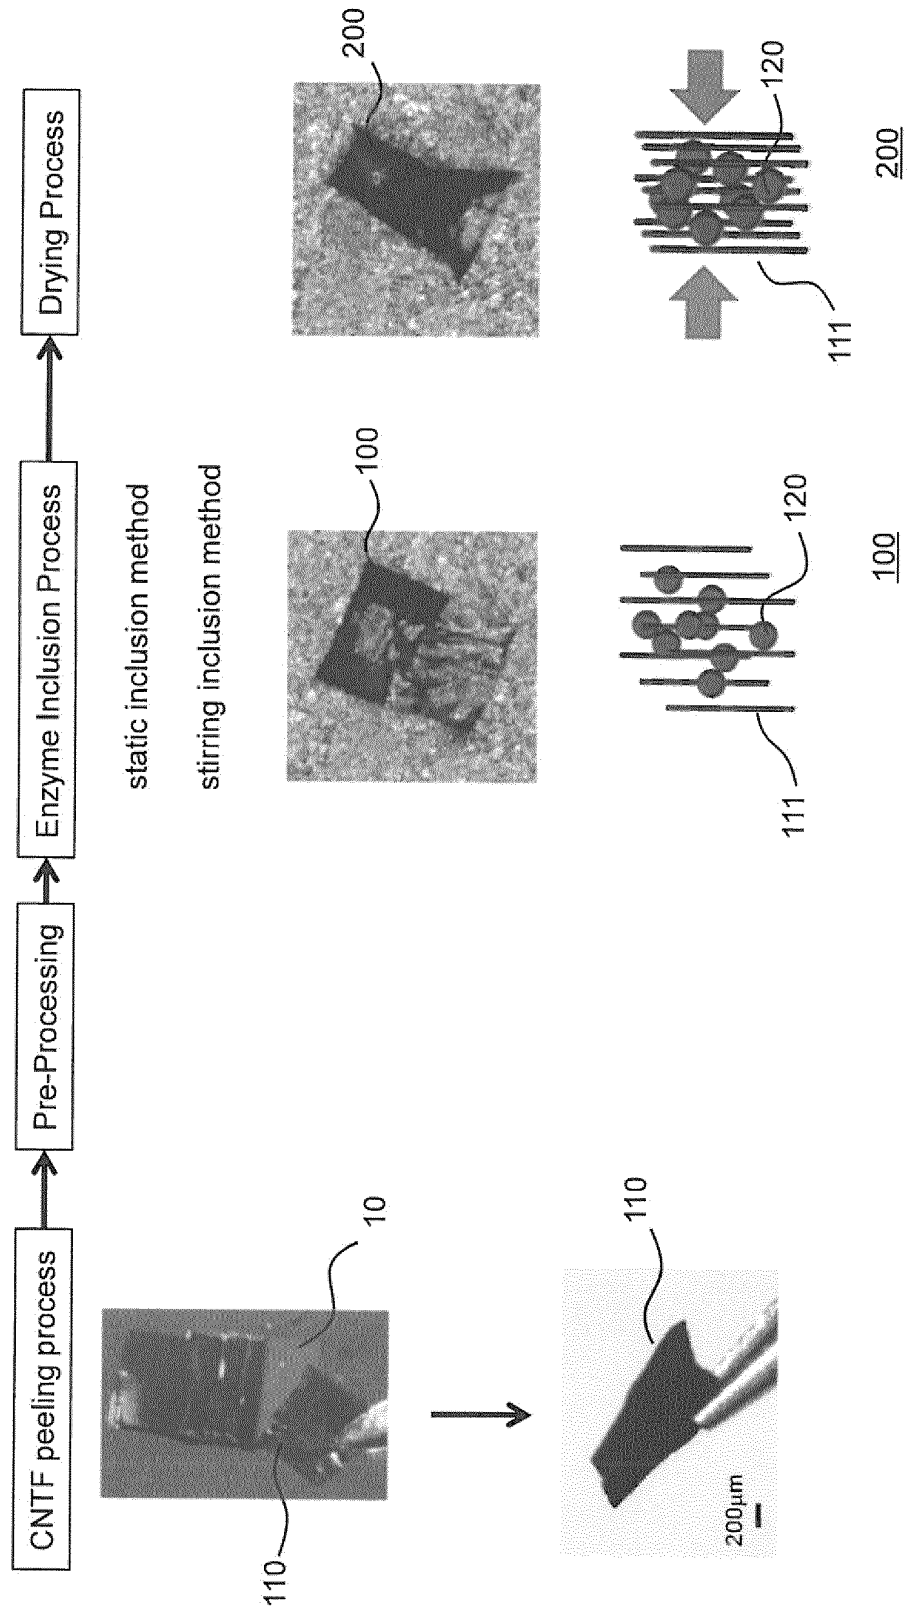 CNTF peeling process
Pre-Processing
Enzyme Inclusion Process
Drying Process
static inclusion method
stirring inclusion method
10
110
100
200
110
200μm
111
120
100
111
120
200